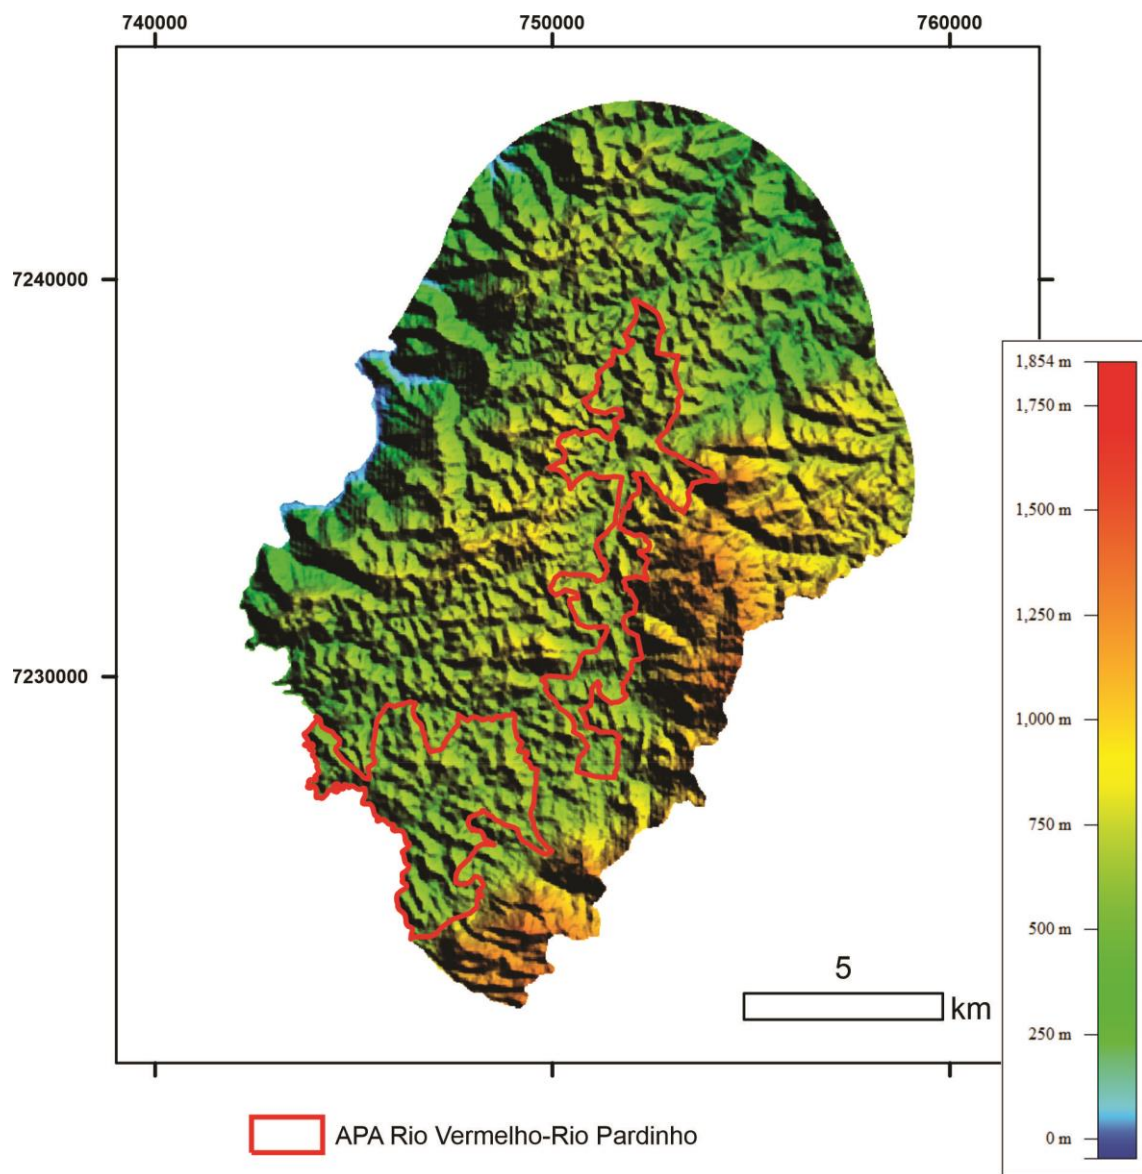 740000
750000
760000
7240000
7230000
1,854 m
1,750 m
1,500 m
1,250 m
1,000 m
750 m
500 m
250 m
0 m
5
km
APA Rio Vermelho-Rio Pardinho